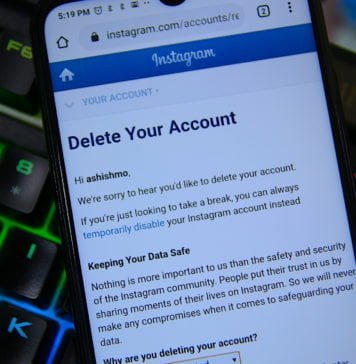 5:19 PM
instagram.com/accounts/re
2
Instagram
YOUR ACCOUNT
Delete Your Account
Hi ashishmo,
We're sorry to hear you'd like to delete your account.
If you're just looking to take a break, you can always
temporarily disable your Instagram account instead
Keeping Your Data Safe
Nothing is more important to us than the safety and security
of the Instagram community. People put their trust in us by
sharing moments of their lives on Instagram. So we will never
make any compromises when it comes to safeguarding your
data.
Why are you deleting your account?
F6
8
*
I
K